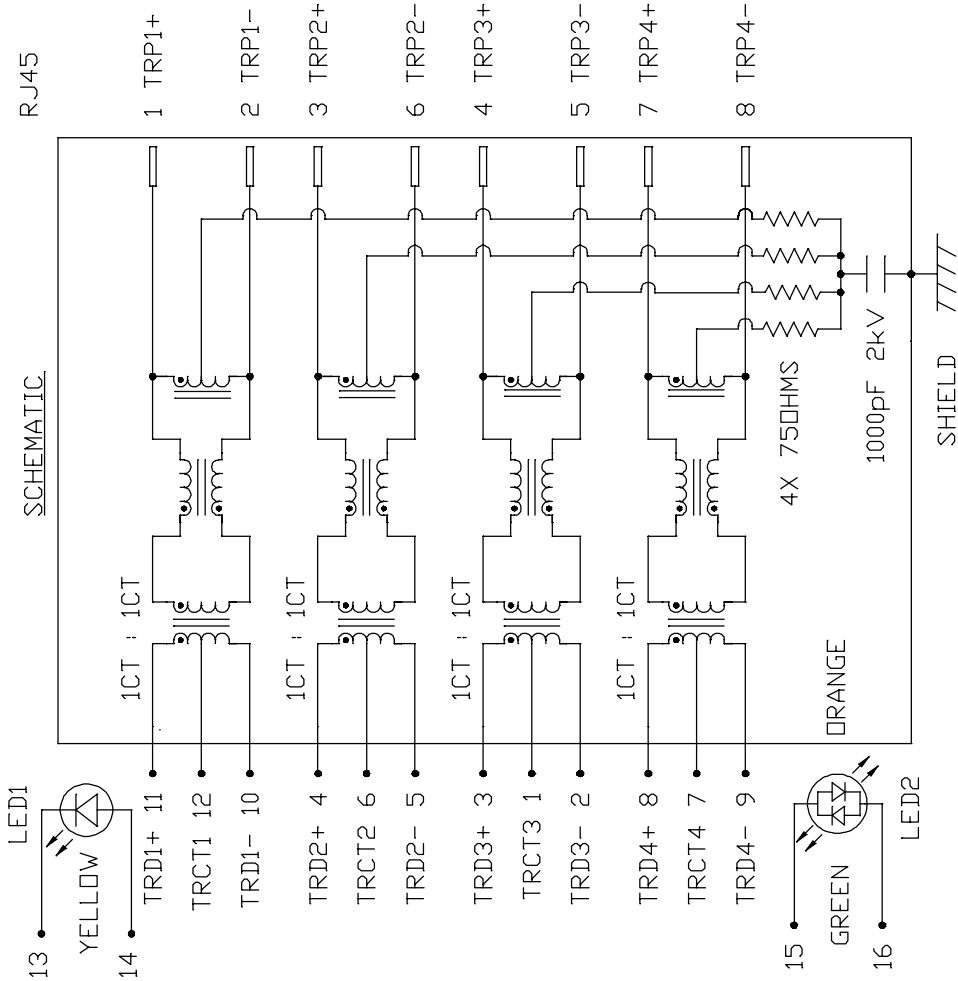 SCHEMATIC
RJ45
LED1
13
YELLOW
14
TRD1+ 11
TRCT1 12
TRD1- 10
1CT : 1CT
1 TRP1+
2 TRP1-
TRD2+ 4
TRCT2 6
TRD2- 5
1CT : 1CT
3 TRP2+
6 TRP2-
TRD3+ 3
TRCT3 1
TRD3- 2
1CT : 1CT
4 TRP3+
5 TRP3-
TRD4+ 8
TRCT4 7
TRD4- 9
1CT : 1CT
7 TRP4+
8 TRP4-
4X 75OHMS
1000pF 2kV
SHIELD
15
GREEN
16
ORANGE
LED2